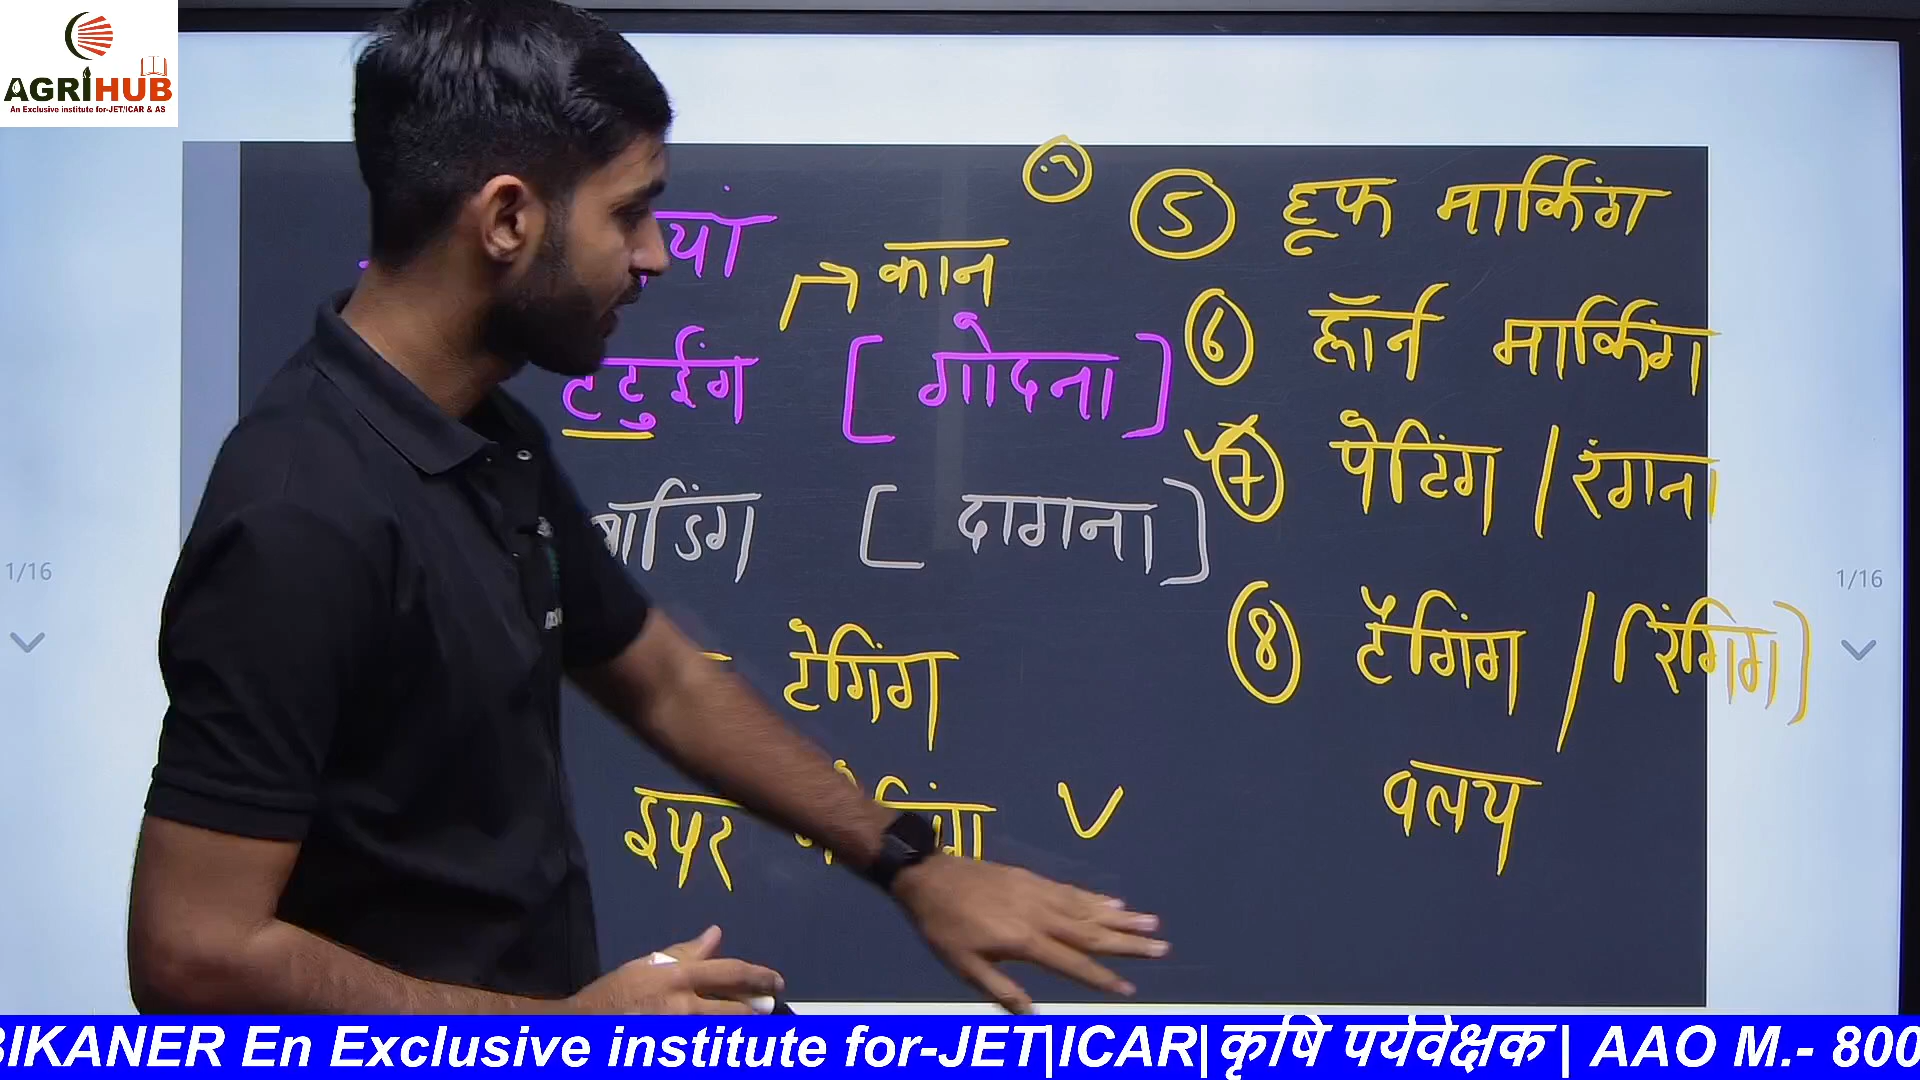 AGRIHUB
An Exclusive institute for-JET/ICAR & AS
यां
कान
टटुईंग [ गोदना ]
[ दागना ]
टेगिंग
इयर
V
5 हूफ मार्किंग
6 हॉर्न मार्किंग
7 पेटिंग / रंगना
8 टैगिंग / [रिंगिंग]
वलय
1/16
1/16
BIKANER En Exclusive institute for-JET|ICAR|कृषि पर्यवेक्षक | AAO M.- 800